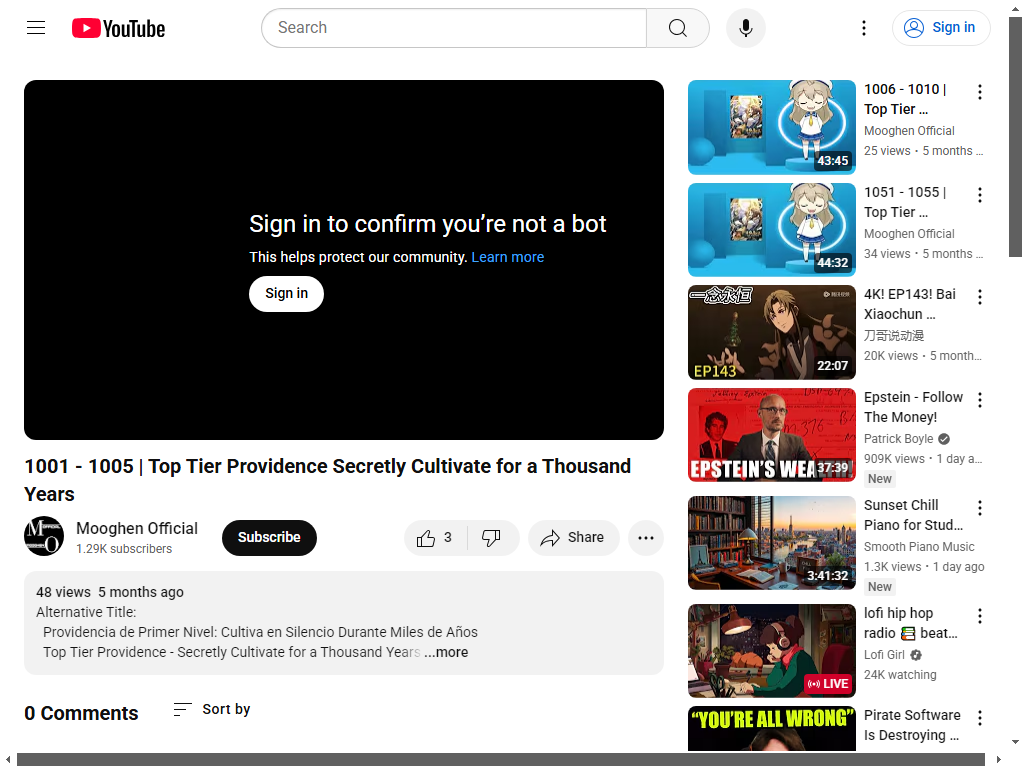 YouTube
Search
Sign in
Sign in to confirm you’re not a bot
This helps protect our community. Learn more
Sign in
1001 - 1005 | Top Tier Providence Secretly Cultivate for a Thousand
Years
Mooghen Official
1.29K subscribers
Subscribe
3
Share
48 views 5 months ago
Alternative Title:
Providencia de Primer Nivel: Cultiva en Silencio Durante Miles de Años
Top Tier Providence - Secretly Cultivate for a Thousand Years ...more
0 Comments
Sort by
43:45
1006 - 1010 |
Top Tier ...
Mooghen Official
25 views • 5 months ...
44:32
1051 - 1055 |
Top Tier ...
Mooghen Official
34 views • 5 months ...
一念永恒
EP143
22:07
4K! EP143! Bai
Xiaochun ...
刀哥说动漫
20K views • 5 month...
EPSTEIN'S
37:39
Epstein - Follow
The Money!
Patrick Boyle
909K views • 1 day a...
New
3:41:32
Sunset Chill
Piano for Stud...
Smooth Piano Music
1.3K views • 1 day ago
New
LIVE
lofi hip hop
radio 📚 beat...
Lofi Girl
24K watching
“YOU'RE ALL WRONG”
Pirate Software
Is Destroying ...